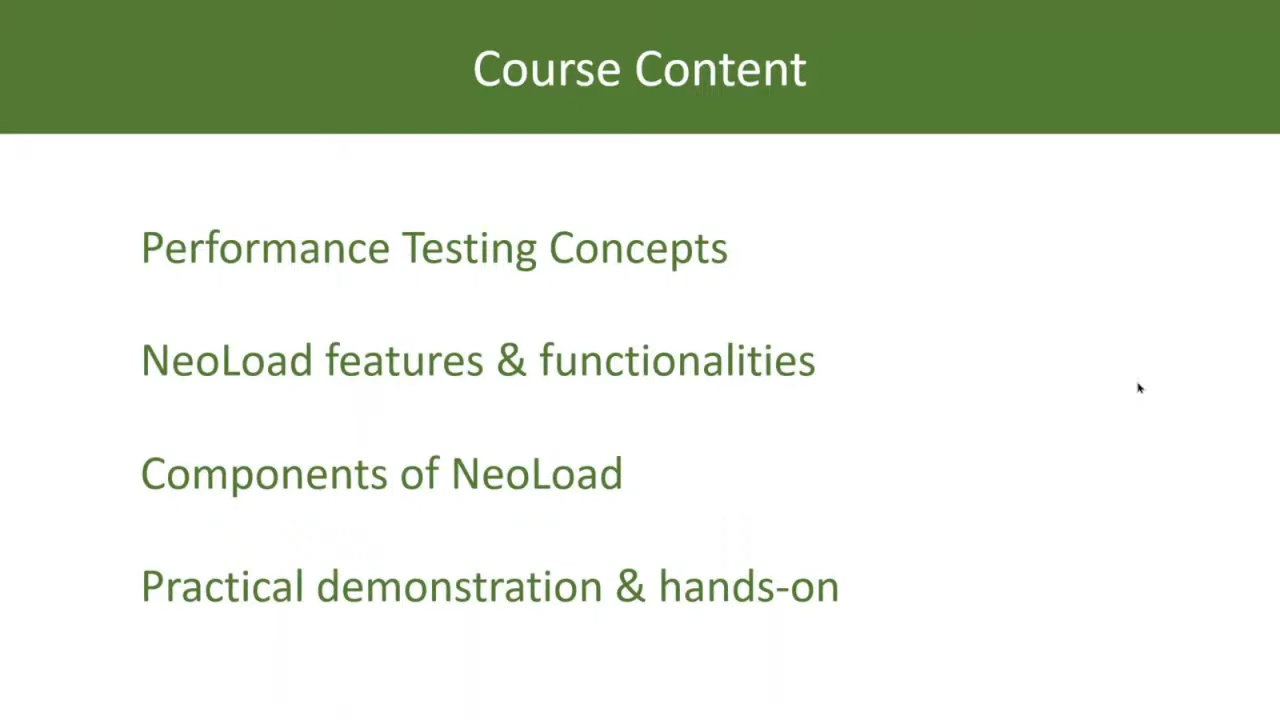 Course Content
Performance Testing Concepts
NeoLoad features & functionalities
Components of NeoLoad
Practical demonstration & hands-on